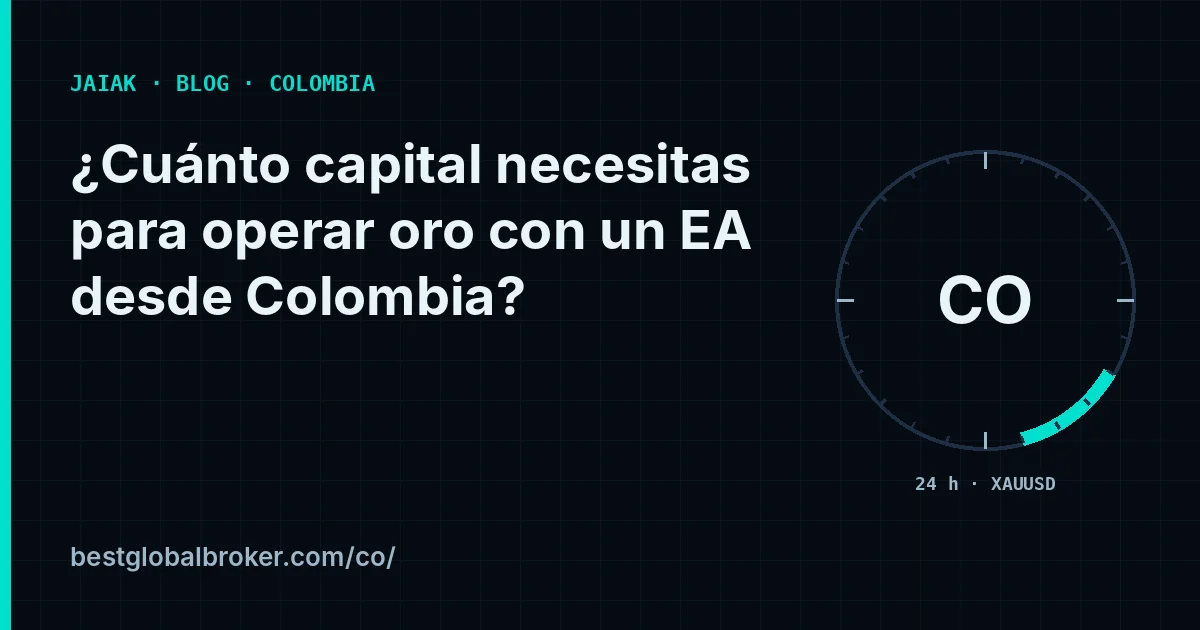 JAIAK · BLOG · COLOMBIA
¿Cuánto capital necesitas
para operar oro con un EA
desde Colombia?
CO
24 h · XAUUSD
bestglobalbroker.com/co/